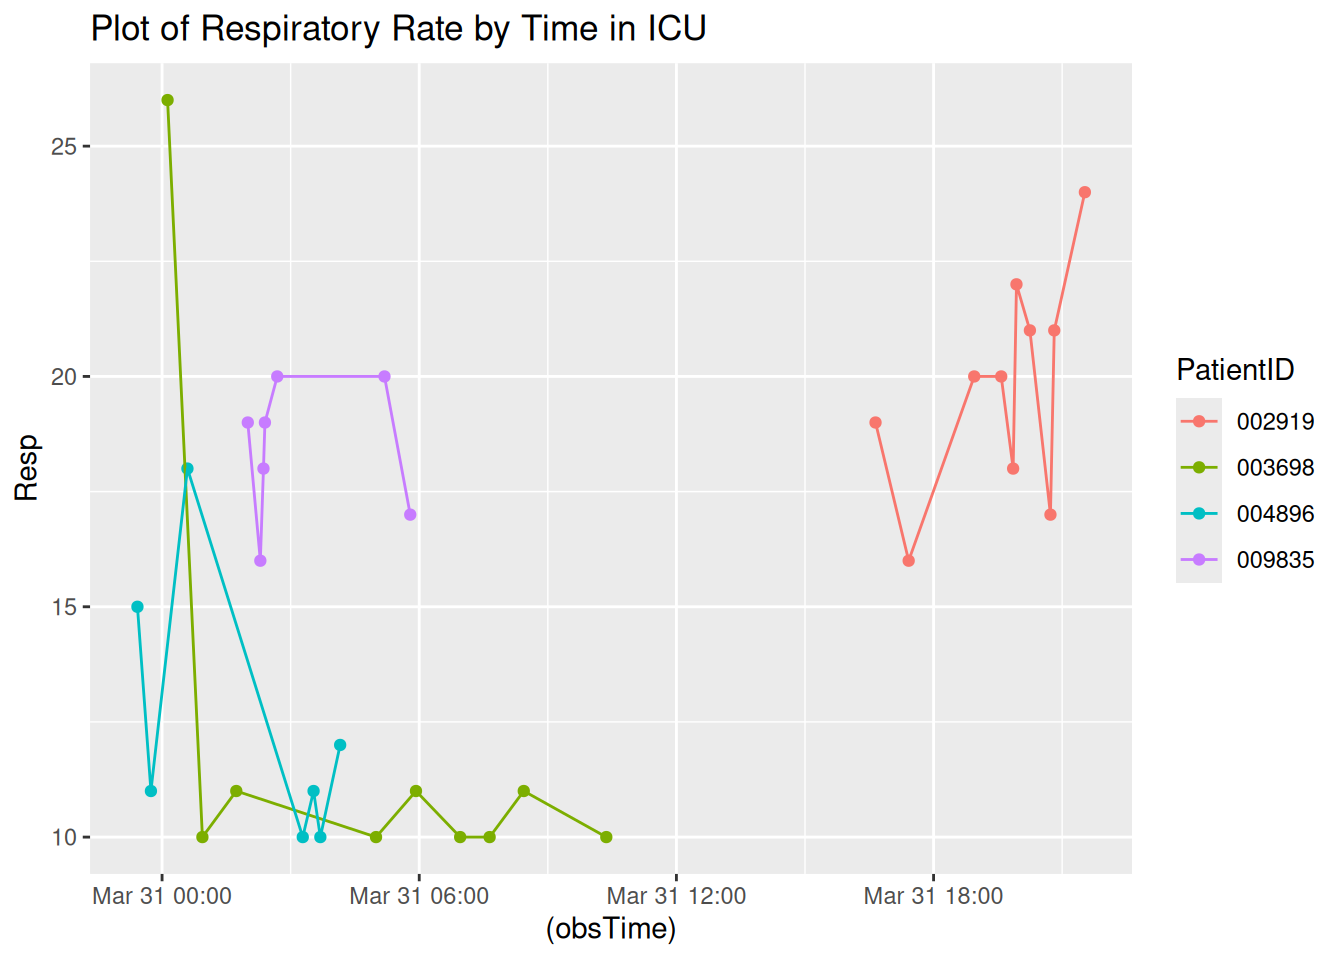 Plot of Respiratory Rate by Time in ICU
25
20
15
10
Resp
Mar 31 00:00
Mar 31 06:00
Mar 31 12:00
Mar 31 18:00
(obsTime)
PatientID
002919
003698
004896
009835